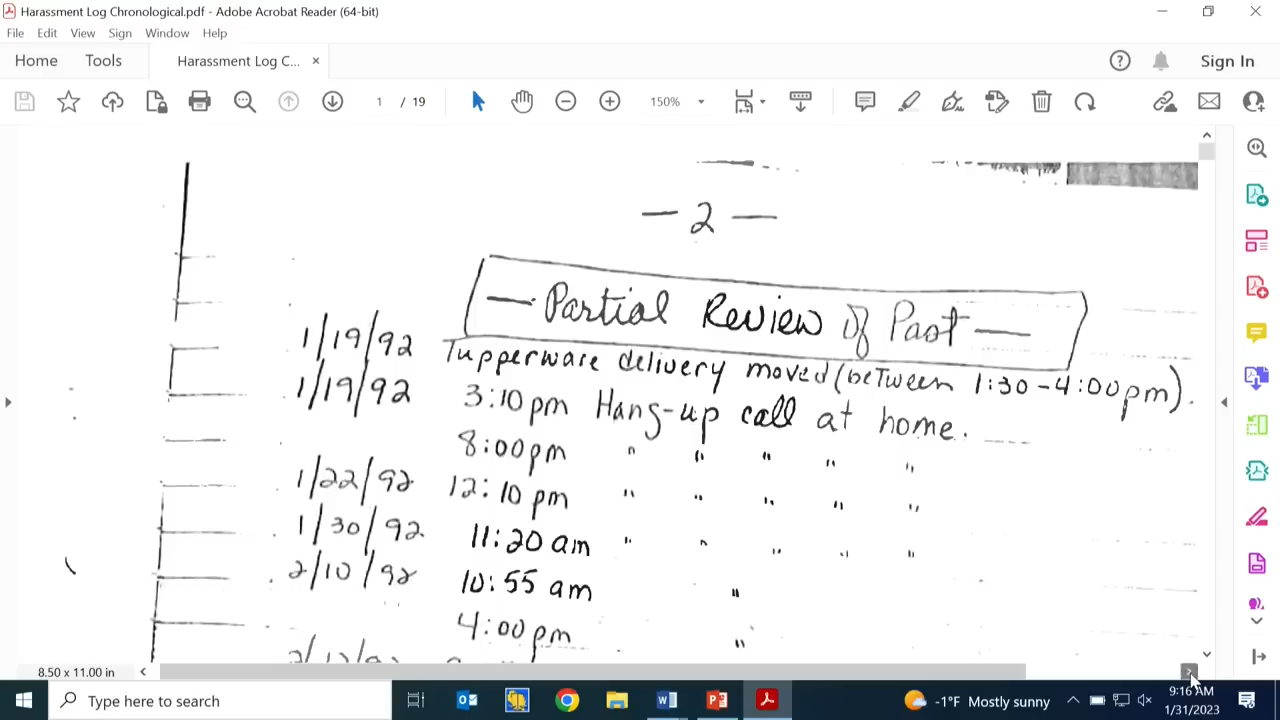 Harassment Log Chronological.pdf - Adobe Acrobat Reader (64-bit)
File Edit View Sign Window Help
Home Tools Harassment Log C... × Sign In
1 / 19 150%
— 2 —
— Partial Review of Past —
1/19/92 Tupperware delivery moved (between 1:30 - 4:00 pm).
1/19/92 3:10 pm Hang-up call at home.
8:00 pm " " " " "
1/22/92 12:10 pm " " " " "
1/30/92 11:20 am " " " " "
2/10/92 10:55 am "
4:00 pm "
8.50 x 11.00 in
Type here to search
-1°F Mostly sunny
9:16 AM
1/31/2023